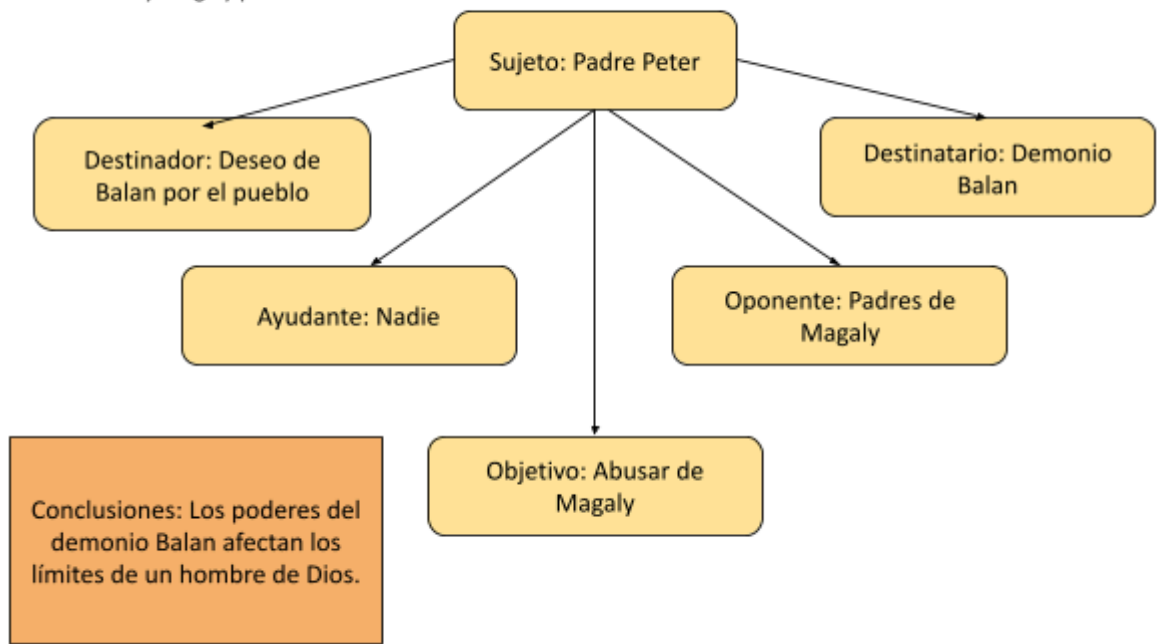 Sujeto: Padre Peter
Destinador: Deseo de
Balan por el pueblo
Destinatario: Demonio
Balan
Ayudante: Nadie
Oponente: Padres de
Magaly
Objetivo: Abusar de
Magaly
Conclusiones: Los poderes del
demonio Balan afectan los
límites de un hombre de Dios.